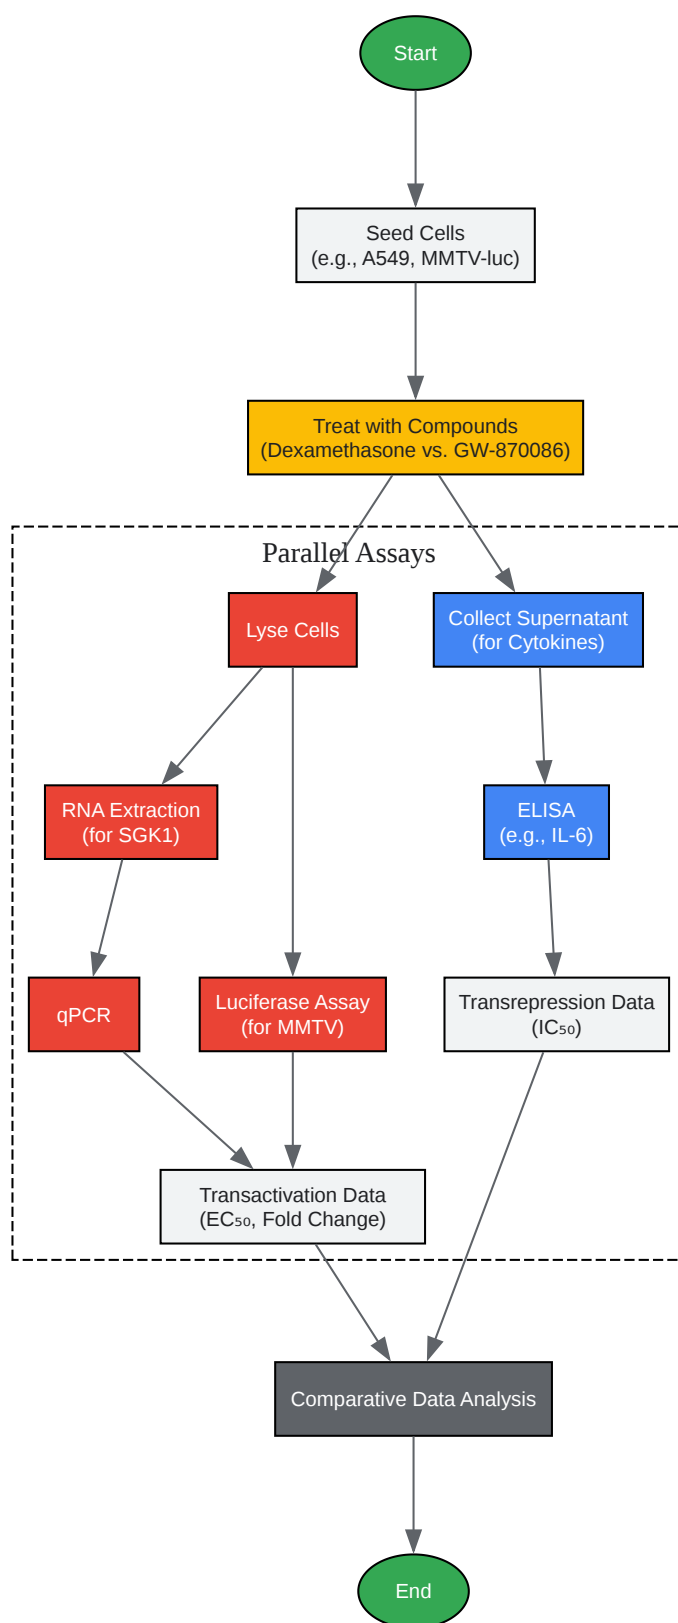 Start
Seed Cells
(e.g., A549, MMTV-luc)
Treat with Compounds
(Dexamethasone vs. GW-870086)
Parallel Assays
Lyse Cells
Collect Supernatant
(for Cytokines)
RNA Extraction
(for SGK1)
ELISA
(e.g., IL-6)
qPCR
Luciferase Assay
(for MMTV)
Transrepression Data
(IC₅₀)
Transactivation Data
(EC₅₀, Fold Change)
Comparative Data Analysis
End